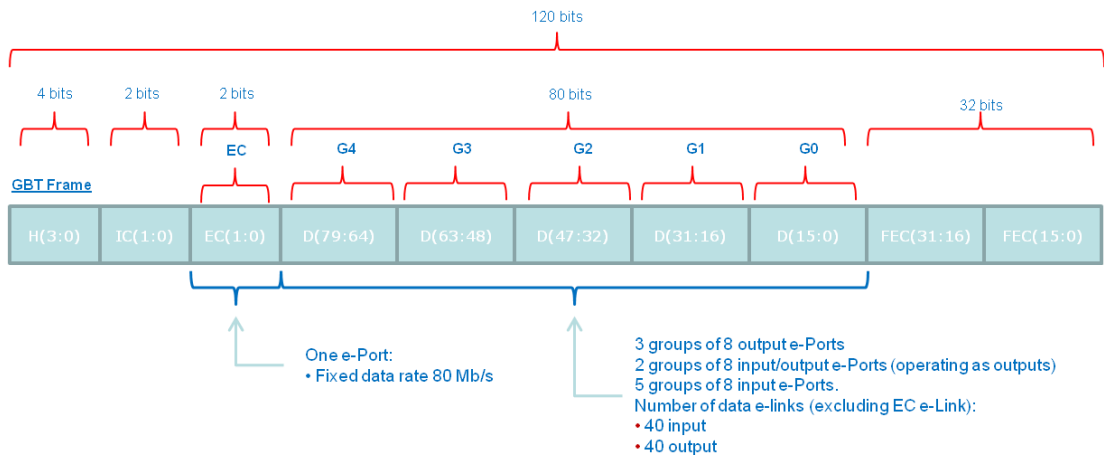 120 bits
4 bits
2 bits
2 bits
80 bits
32 bits
EC
G4
G3
G2
G1
G0
GBT Frame
H(3:0)
IC(1:0)
EC(1:0)
D(79:64)
D(63:48)
D(47:32)
D(31:16)
D(15:0)
FEC(31:16)
FEC(15:0)
One e-Port:
• Fixed data rate 80 Mb/s
3 groups of 8 output e-Ports
2 groups of 8 input/output e-Ports (operating as outputs)
5 groups of 8 input e-Ports.
Number of data e-links (excluding EC e-Link):
• 40 input
• 40 output